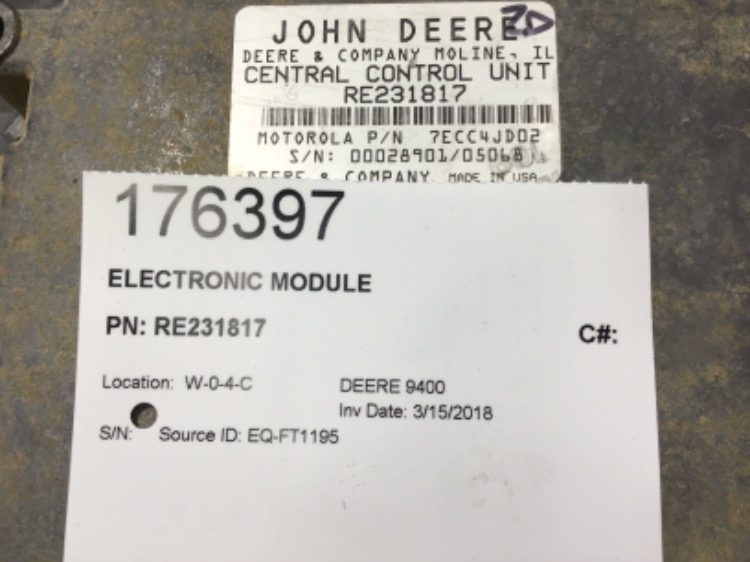 JOHN DEERE
DEERE & COMPANY MOLINE, IL
CENTRAL CONTROL UNIT
RE231817
MOTOROLA P/N 7ECC4JD02
S/N: 00028901/05068
DEERE & COMPANY MADE IN USA
176397
ELECTRONIC MODULE
PN: RE231817
C#:
Location: W-0-4-C
DEERE 9400
Inv Date: 3/15/2018
S/N:
Source ID: EQ-FT1195